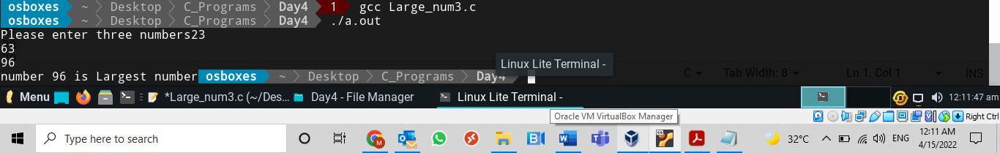 osboxes ~ Desktop C_Programs Day4 1 gcc Large_num3.c
osboxes ~ Desktop C_Programs Day4 ./a.out
Please enter three numbers23
63
96
number 96 is Largest number osboxes ~ Desktop C_Programs Day4
Linux Lite Terminal -
C Tab Width: 8 Ln 1, Col 1 INS
Menu *Large_num3.c (~/Des... Day4 - File Manager Linux Lite Terminal - 12:11:47 am
Oracle VM VirtualBox Manager
Right Ctrl
Type here to search 32°C ENG 12:11 AM
4/15/2022